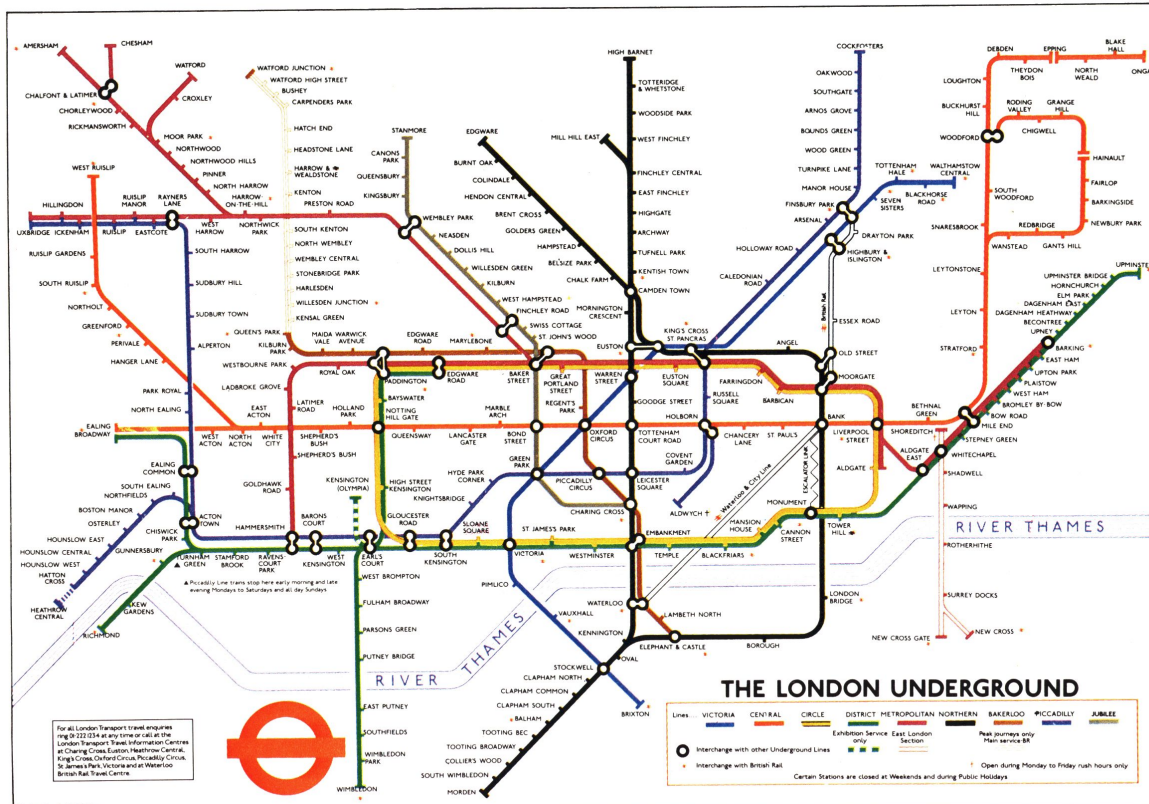 AMERSHAM
CHESHAM
WATFORD
CHALFONT & LATIMER
CROXLEY
CHORLEYWOOD
RICKMANSWORTH
MOOR PARK
NORTHWOOD
NORTHWOOD HILLS
PINNER
NORTH HARROW
HARROW
-ON-THE-HILL
WEST RUISLIP
WATFORD JUNCTION
WATFORD HIGH STREET
BUSHEY
CARPENDERS PARK
HATCH END
HEADSTONE LANE
HARROW &
WEALDSTONE
KENTON
PRESTON ROAD
NORTHWICK
PARK
SOUTH KENTON
NORTH WEMBLEY
WEMBLEY CENTRAL
STONEBRIDGE PARK
HARLESDEN
WILLESDEN JUNCTION
KENSAL GREEN
QUEEN'S PARK
KILBURN
PARK
MAIDA
VALE
WARWICK
AVENUE
EDGWARE
ROAD
MARYLEBONE
HILLINGDON
RUISLIP
MANOR
RAYNERS
LANE
UXBRIDGE
ICKENHAM
RUISLIP
EASTCOTE
WEST
HARROW
RUISLIP GARDENS
SOUTH RUISLIP
NORTHOLT
GREENFORD
PERIVALE
HANGER LANE
SOUTH HARROW
SUDBURY HILL
SUDBURY TOWN
ALPERTON
PARK ROYAL
NORTH EALING
EALING
BROADWAY
WEST
ACTON
NORTH
ACTON
EAST
ACTON
WHITE
CITY
SHEPHERD'S
BUSH
HOLLAND
PARK
NOTTING
HILL GATE
QUEENSWAY
LANCASTER
GATE
MARBLE
ARCH
BOND
STREET
OXFORD
CIRCUS
TOTTENHAM
COURT ROAD
HOLBORN
CHANCERY
LANE
ST PAUL'S
BANK
LIVERPOOL
STREET
BETHNAL
GREEN
STANMORE
CANONS
PARK
QUEENSBURY
KINGSBURY
WEMBLEY PARK
NEASDEN
DOLLIS HILL
WILLESDEN GREEN
KILBURN
WEST HAMPSTEAD
FINCHLEY ROAD
SWISS COTTAGE
ST JOHN'S WOOD
BAKER
STREET
EDGWARE
BURNT OAK
COLINDALE
HENDON CENTRAL
BRENT CROSS
GOLDERS GREEN
HAMPSTEAD
BELSIZE PARK
CHALK FARM
CAMDEN TOWN
MORNINGTON
CRESCENT
EUSTON
HIGH BARNET
TOTTERIDGE
& WHETSTONE
WOODSIDE PARK
WEST FINCHLEY
MILL HILL EAST
FINCHLEY CENTRAL
EAST FINCHLEY
HIGHGATE
ARCHWAY
TUFNELL PARK
KENTISH TOWN
COCKFOSTERS
OAKWOOD
SOUTHGATE
ARNOS GROVE
BOUNDS GREEN
WOOD GREEN
TURNPIKE LANE
MANOR HOUSE
TOTTENHAM
HALE
WALTHAMSTOW
CENTRAL
BLACKHORSE
ROAD
SEVEN
SISTERS
FINSBURY PARK
ARSENAL
DRAYTON PARK
HIGHBURY &
ISLINGTON
HOLLOWAY ROAD
CALEDONIAN
ROAD
British Rail
ESSEX ROAD
KING'S CROSS
ST PANCRAS
ANGEL
OLD STREET
MOORGATE
DEBDEN
EPPING
BLAKE
HALL
THEYDON
BOIS
NORTH
WEALD
ONGA
LOUGHTON
BUCKHURST
HILL
RODING
VALLEY
GRANGE
HILL
WOODFORD
CHIGWELL
HAINAULT
FAIRLOP
BARKINGSIDE
NEWBURY PARK
SOUTH
WOODFORD
SNARESBROOK
REDBRIDGE
WANSTEAD
GANTS HILL
LEYTONSTONE
LEYTON
STRATFORD
UPMINSTE
UPMINSTER BRIDGE
HORNCHURCH
ELM PARK
DAGENHAM EAST
DAGENHAM HEATHWAY
BECONTREE
UPNEY
BARKING
EAST HAM
UPTON PARK
PLAISTOW
WEST HAM
BROMLEY BY-BOW
BOW ROAD
MILE END
STEPNEY GREEN
WHITECHAPEL
SHOREDITCH
ALDGATE
EAST
ALDGATE
SHADWELL
WAPPING
ROTHERHITHE
SURREY DOCKS
NEW CROSS GATE
NEW CROSS
WESTBOURNE PARK
ROYAL OAK
LADBROKE GROVE
LATIMER
ROAD
SHEPHERD'S BUSH
GOLDHAWK
ROAD
HAMMERSMITH
PADDINGTON
BAYSWATER
EDGWARE
ROAD
GREAT
PORTLAND
STREET
REGENT'S
PARK
WARREN
STREET
GOODGE STREET
EUSTON
SQUARE
RUSSELL
SQUARE
FARRINGDON
BARBICAN
KENSINGTON
(OLYMPIA)
HIGH STREET
KENSINGTON
GLOUCESTER
ROAD
KNIGHTSBRIDGE
HYDE PARK
CORNER
GREEN
PARK
PICCADILLY
CIRCUS
LEICESTER
SQUARE
COVENT
GARDEN
ALDWYCH
CHARING CROSS
Waterloo & City Line
ESCALATOR LINK
MONUMENT
TOWER
HILL
CANNON
STREET
MANSION
HOUSE
BLACKFRIARS
TEMPLE
EMBANKMENT
WESTMINSTER
ST JAMES'S PARK
VICTORIA
SLOANE
SQUARE
SOUTH
KENSINGTON
EARL'S
COURT
WEST
KENSINGTON
BARONS
COURT
RAVENS-
COURT PARK
STAMFORD
BROOK
TURNHAM
GREEN
CHISWICK
PARK
ACTON
TOWN
EALING
COMMON
SOUTH EALING
NORTHFIELDS
BOSTON MANOR
OSTERLEY
HOUNSLOW EAST
HOUNSLOW CENTRAL
HOUNSLOW WEST
HATTON
CROSS
HEATHROW
CENTRAL
GUNNERSBURY
KEW
GARDENS
RICHMOND
▲ Piccadilly Line trains stop here early morning and late
evening Mondays to Saturdays and all day Sundays
WEST BROMPTON
FULHAM BROADWAY
PARSONS GREEN
PUTNEY BRIDGE
EAST PUTNEY
SOUTHFIELDS
WIMBLEDON
PARK
WIMBLEDON
PIMLICO
VAUXHALL
STOCKWELL
BRIXTON
WATERLOO
LAMBETH NORTH
KENNINGTON
ELEPHANT & CASTLE
BOROUGH
LONDON
BRIDGE
OVAL
CLAPHAM NORTH
CLAPHAM COMMON
CLAPHAM SOUTH
BALHAM
TOOTING BEC
TOOTING BROADWAY
COLLIER'S WOOD
SOUTH WIMBLEDON
MORDEN
RIVER THAMES
RIVER THAMES
For all London Transport travel enquiries
ring 01-222 1234 at any time or call at the
London Transport Travel Information Centres
at Charing Cross, Euston, Heathrow Central,
King's Cross, Oxford Circus, Piccadilly Circus,
St James's Park, Victoria and at Waterloo
British Rail Travel Centre.
THE LONDON UNDERGROUND
Lines.... VICTORIA CENTRAL CIRCLE DISTRICT METROPOLITAN NORTHERN BAKERLOO PICCADILLY JUBILEE
Exhibition Service
only
East London
Section
Peak journeys only
Main service-BR
Interchange with other Underground Lines
Interchange with British Rail
† Open during Monday to Friday rush hours only
Certain Stations are closed at Weekends and during Public Holidays